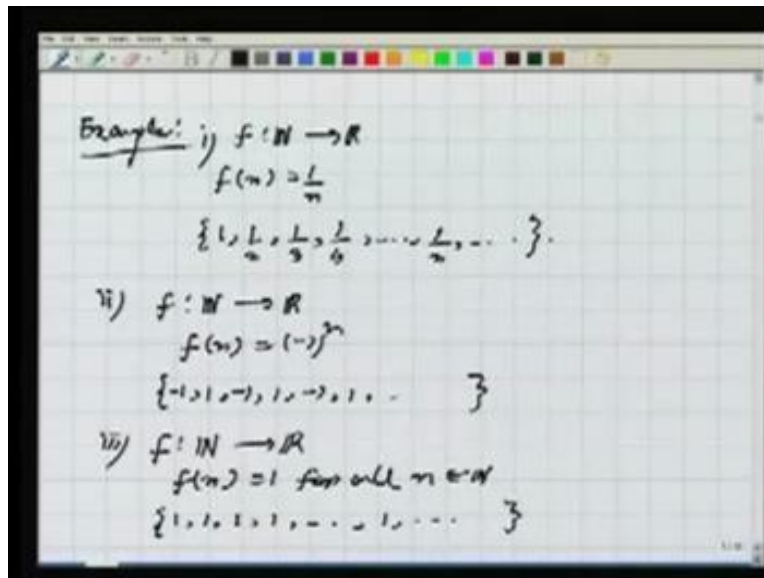 Example: i) f : ℕ → ℝ
f(n) = 1/n
{1, 1/2, 1/3, 1/4, ..., 1/n, ... }.
ii) f : ℕ → ℝ
f(n) = (-1)^n
{-1, 1, -1, 1, -1, 1, .. }
iii) f : ℕ → ℝ
f(n) = 1 for all n ∈ ℕ
{1, 1, 1, 1, ...., 1, ... }